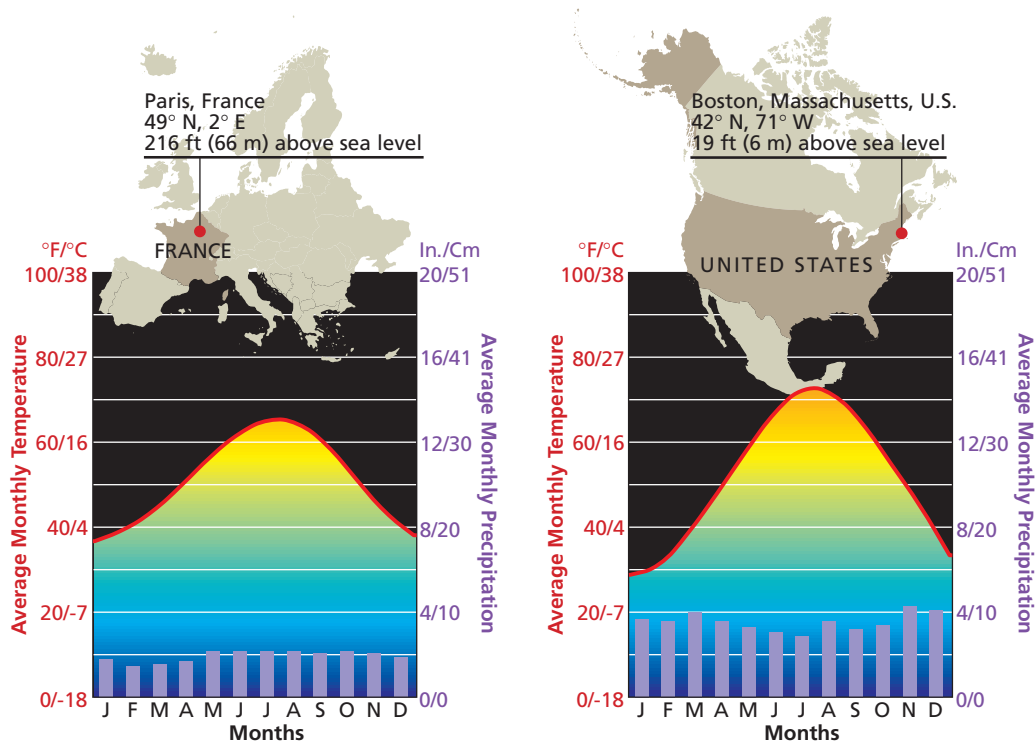 Paris, France
49° N, 2° E
216 ft (66 m) above sea level
FRANCE
°F/°C
In./Cm
100/38
80/27
60/16
40/4
20/-7
0/-18
20/51
16/41
12/30
8/20
4/10
0/0
Average Monthly Temperature
Average Monthly Precipitation
J F M A M J J A S O N D
Months
Boston, Massachusetts, U.S.
42° N, 71° W
19 ft (6 m) above sea level
UNITED STATES
°F/°C
In./Cm
100/38
80/27
60/16
40/4
20/-7
0/-18
20/51
16/41
12/30
8/20
4/10
0/0
Average Monthly Temperature
Average Monthly Precipitation
J F M A M J J A S O N D
Months